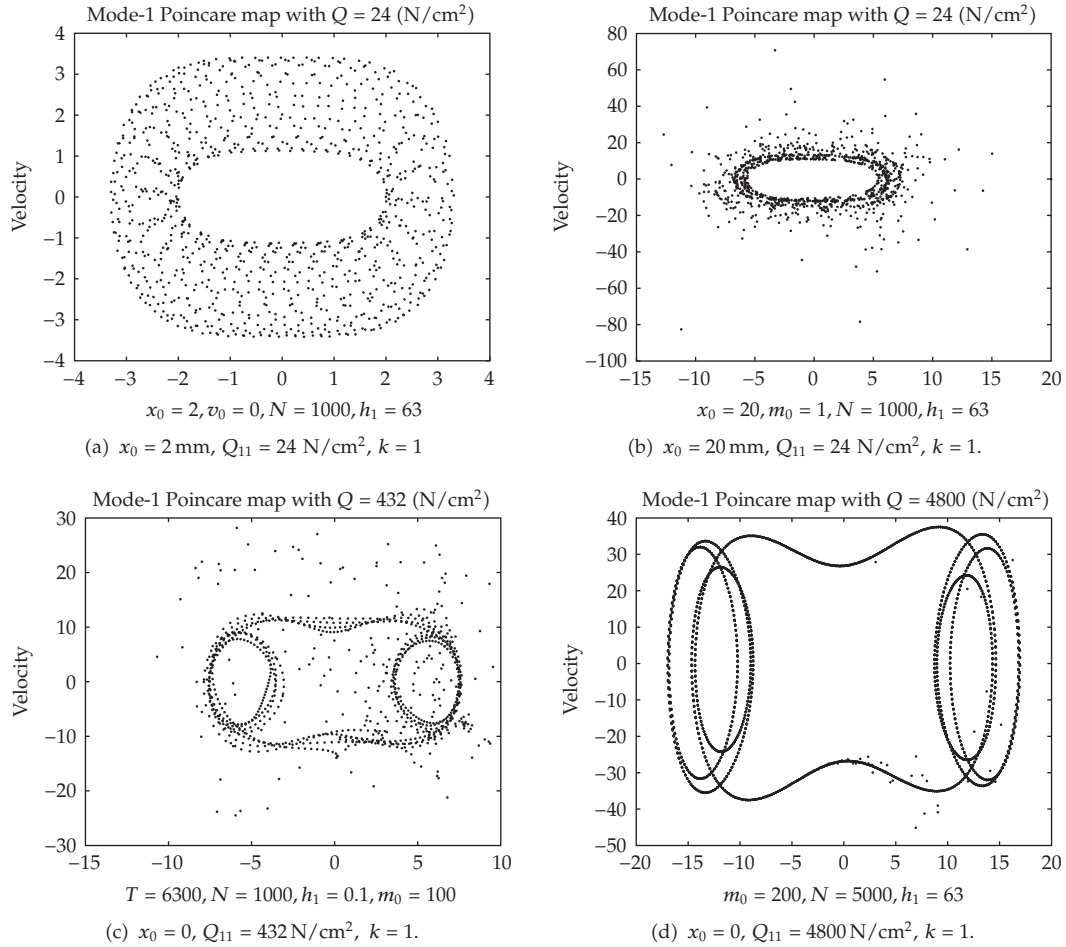 Mode-1 Poincare map with Q = 24 (N/cm²)
4
3
2
1
0
−1
−2
−3
−4
Velocity
−4 −3 −2 −1 0 1 2 3 4
x₀ = 2, v₀ = 0, N = 1000, h₁ = 63
(a) x₀ = 2 mm, Q₁₁ = 24 N/cm², k = 1
Mode-1 Poincare map with Q = 24 (N/cm²)
80
60
40
20
0
−20
−40
−60
−80
−100
Velocity
−15 −10 −5 0 5 10 15 20
x₀ = 20, m₀ = 1, N = 1000, h₁ = 63
(b) x₀ = 20 mm, Q₁₁ = 24 N/cm², k = 1.
Mode-1 Poincare map with Q = 432 (N/cm²)
30
20
10
0
−10
−20
−30
Velocity
−15 −10 −5 0 5 10
T = 6300, N = 1000, h₁ = 0.1, m₀ = 100
(c) x₀ = 0, Q₁₁ = 432 N/cm², k = 1.
Mode-1 Poincare map with Q = 4800 (N/cm²)
40
30
20
10
0
−10
−20
−30
−40
−50
Velocity
−20 −15 −10 −5 0 5 10 15 20
m₀ = 200, N = 5000, h₁ = 63
(d) x₀ = 0, Q₁₁ = 4800 N/cm², k = 1.